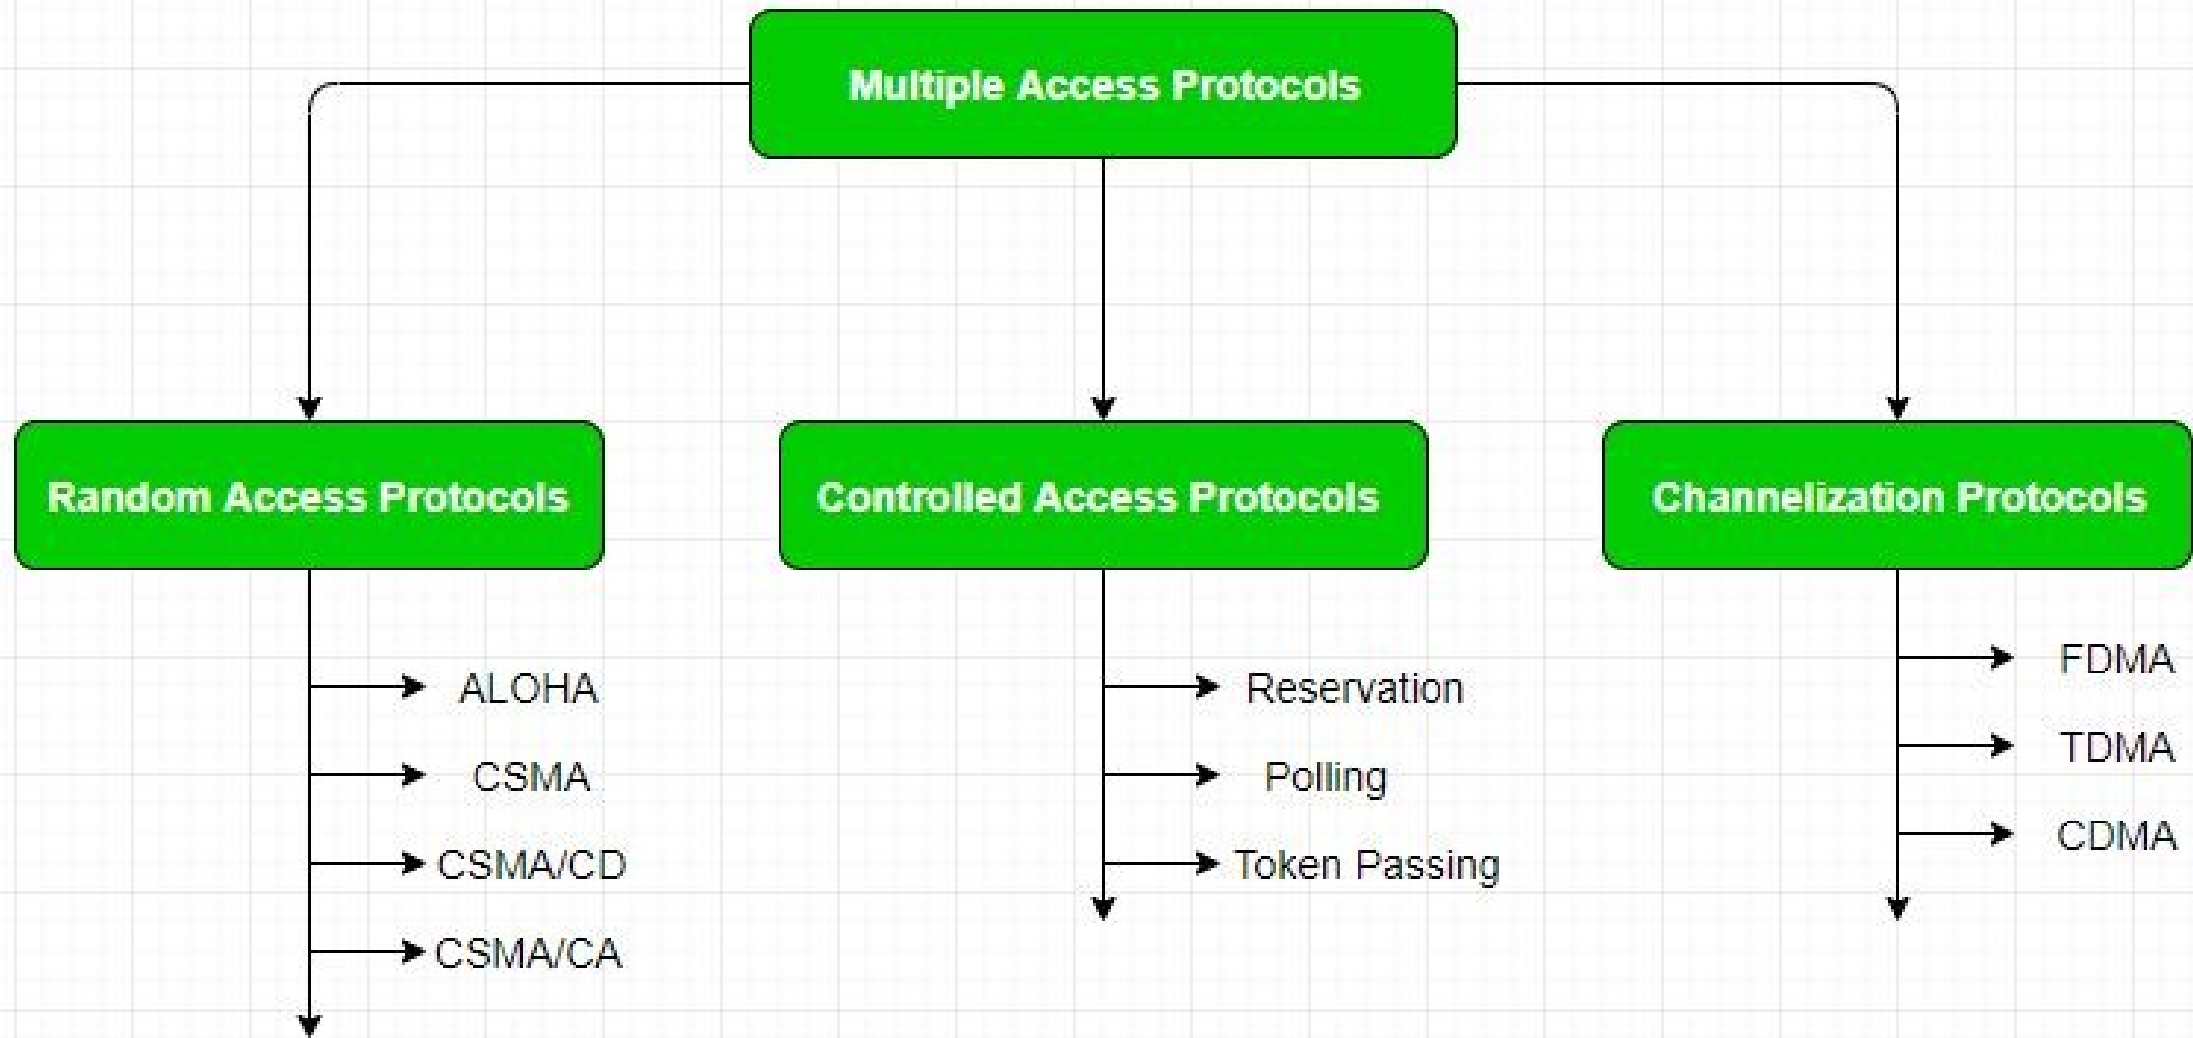 Multiple Access Protocols
Random Access Protocols
Controlled Access Protocols
Channelization Protocols
ALOHA
CSMA
CSMA/CD
CSMA/CA
Reservation
Polling
Token Passing
FDMA
TDMA
CDMA